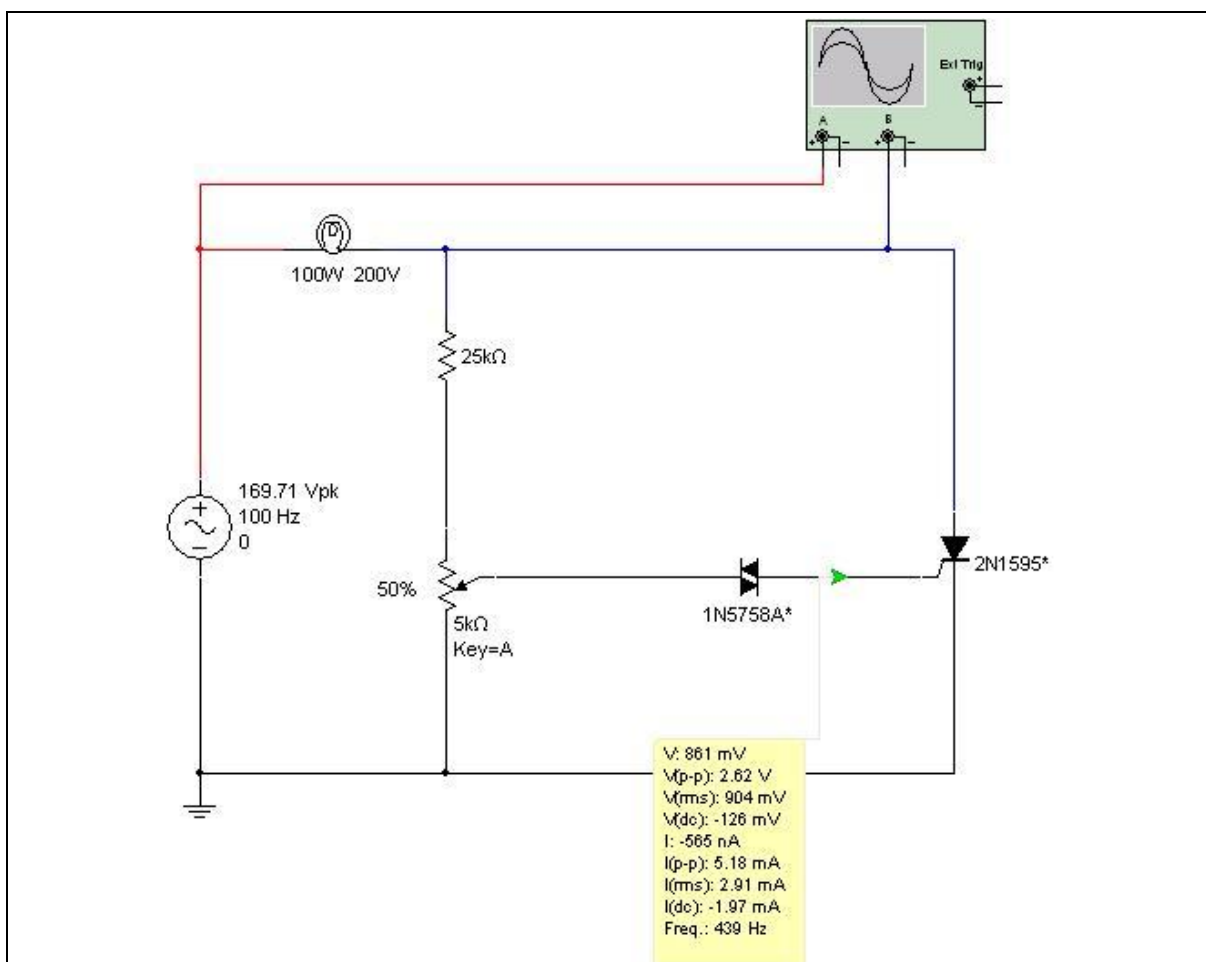 Ext Trig
+
−
A
B
+
−
+
−
100W 200V
25kΩ
169.71 Vpk
100 Hz
0
50%
5kΩ
Key=A
1N5758A*
2N1595*
V: 861 mV
V(p-p): 2.62 V
V(rms): 904 mV
V(dc): -126 mV
I: -565 nA
I(p-p): 5.18 mA
I(rms): 2.91 mA
I(dc): -1.97 mA
Freq.: 439 Hz